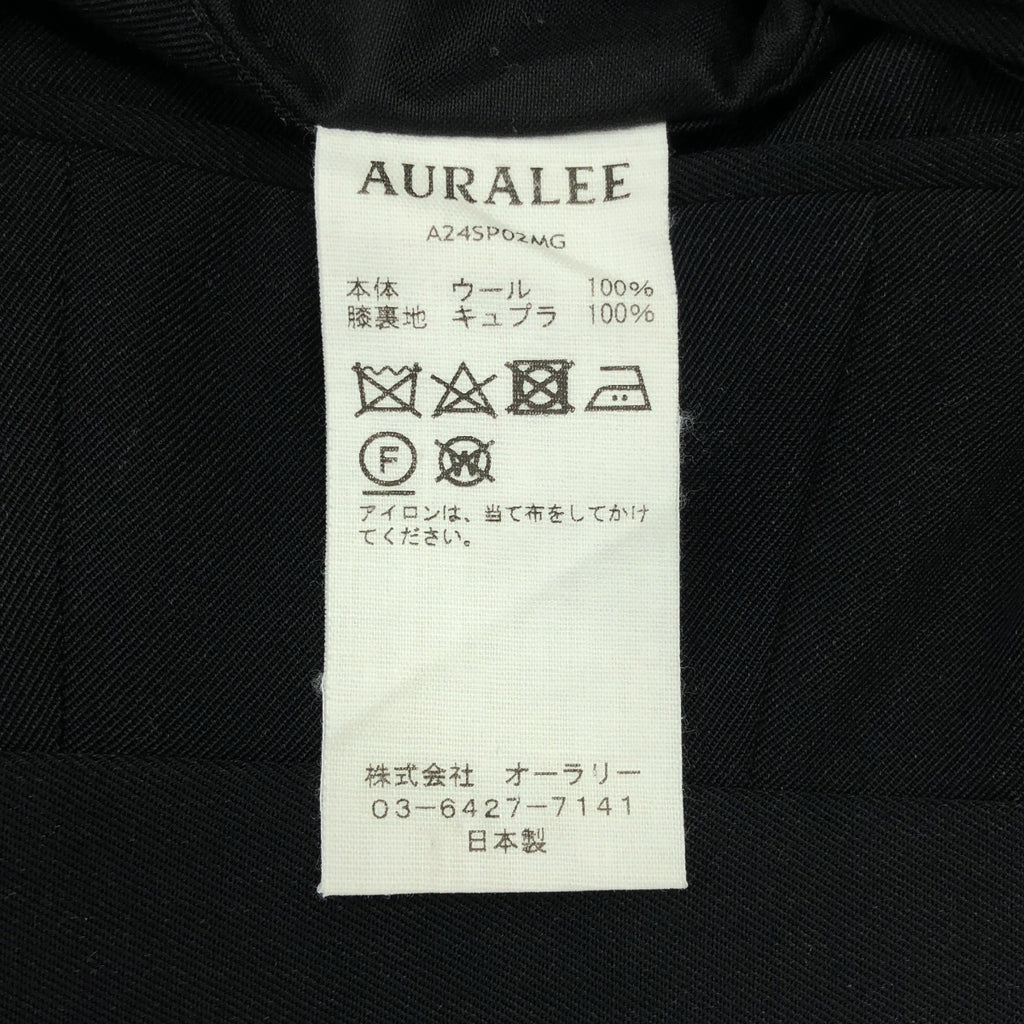 AURALEE
A24SP02MG
本体 ウール 100%
膝裏地 キュプラ 100%
F W
アイロンは、当て布をしてかけ
てください。
株式会社 オーラリー
03-6427-7141
日本製